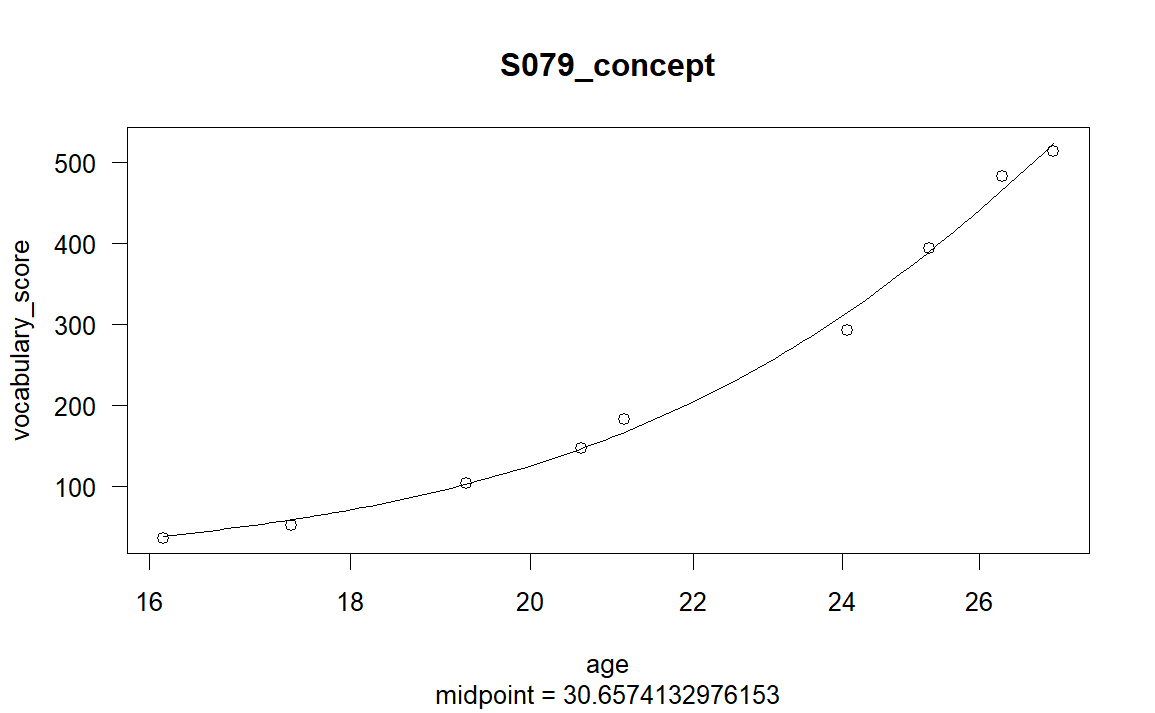 S079_concept
vocabulary_score
500
400
300
200
100
16 18 20 22 24 26
age
midpoint = 30.6574132976153